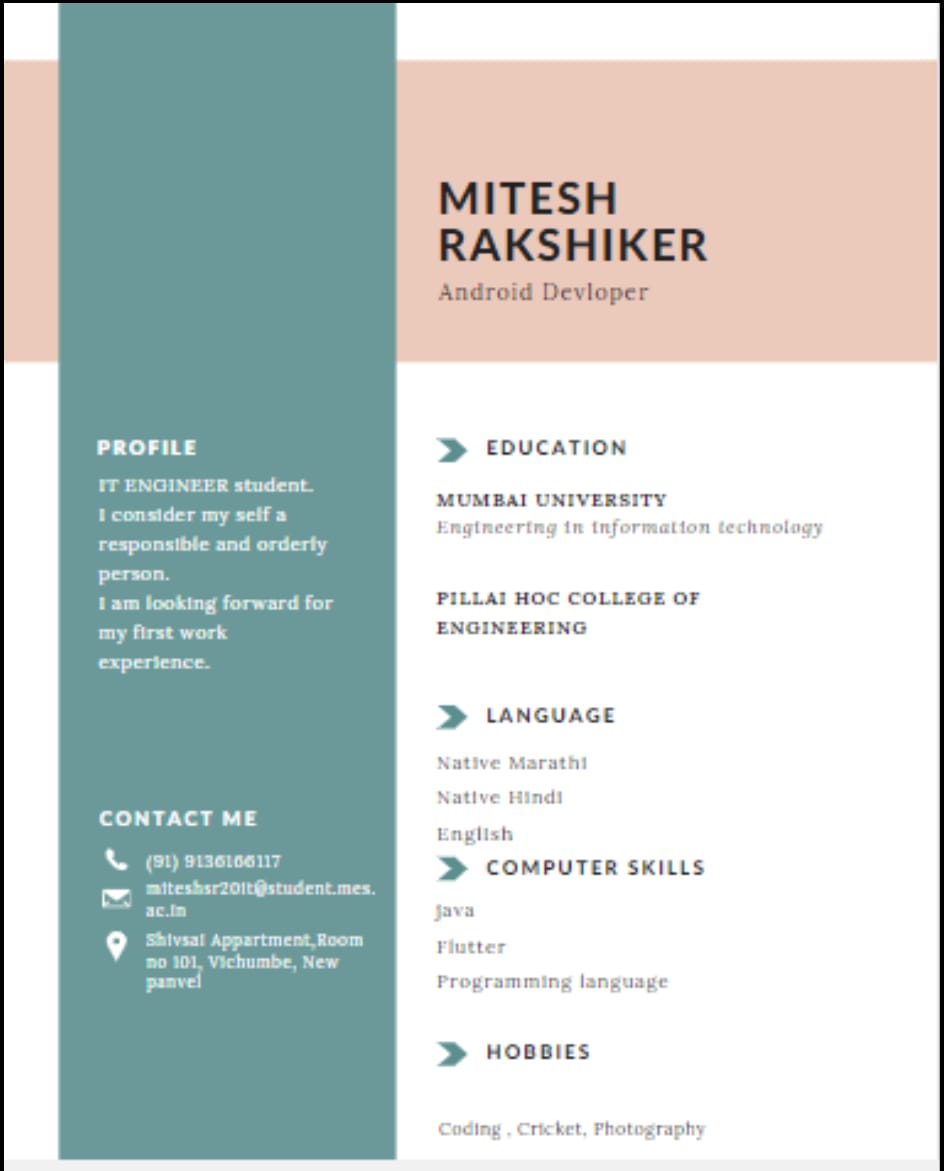 MITESH
RAKSHIKER
Android Devloper
PROFILE
IT ENGINEER student.
I consider my self a
responsible and orderly
person.
I am looking forward for
my first work
experience.
CONTACT ME
(91) 9136166117
miteshsr20it@student.mes.
ac.in
Shivsai Appartment,Room
no 101, Vichumbe, New
panvel
EDUCATION
MUMBAI UNIVERSITY
Engineering in information technology
PILLAI HOC COLLEGE OF
ENGINEERING
LANGUAGE
Native Marathi
Native Hindi
English
COMPUTER SKILLS
Java
Flutter
Programming language
HOBBIES
Coding , Cricket, Photography